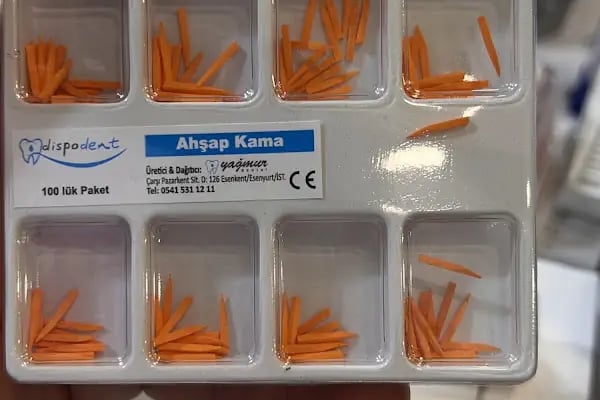 dispodent
100 lük Paket
Ahşap Kama
Üretici & Dağıtıcı: yağmur
Çarşı Pazarkent Sit. D: 126 Esenkent/Esenyurt/İST.
Tel: 0541 531 12 11
CE